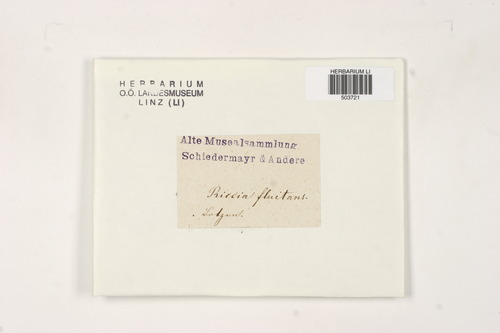 HERBARIUM
O.Ö. LANDESMUSEUM
LINZ (LI)
HERBARIUM LI
503721
Alte Musealsammlung
Schiedermayr & Andere
Riccia fluitans.